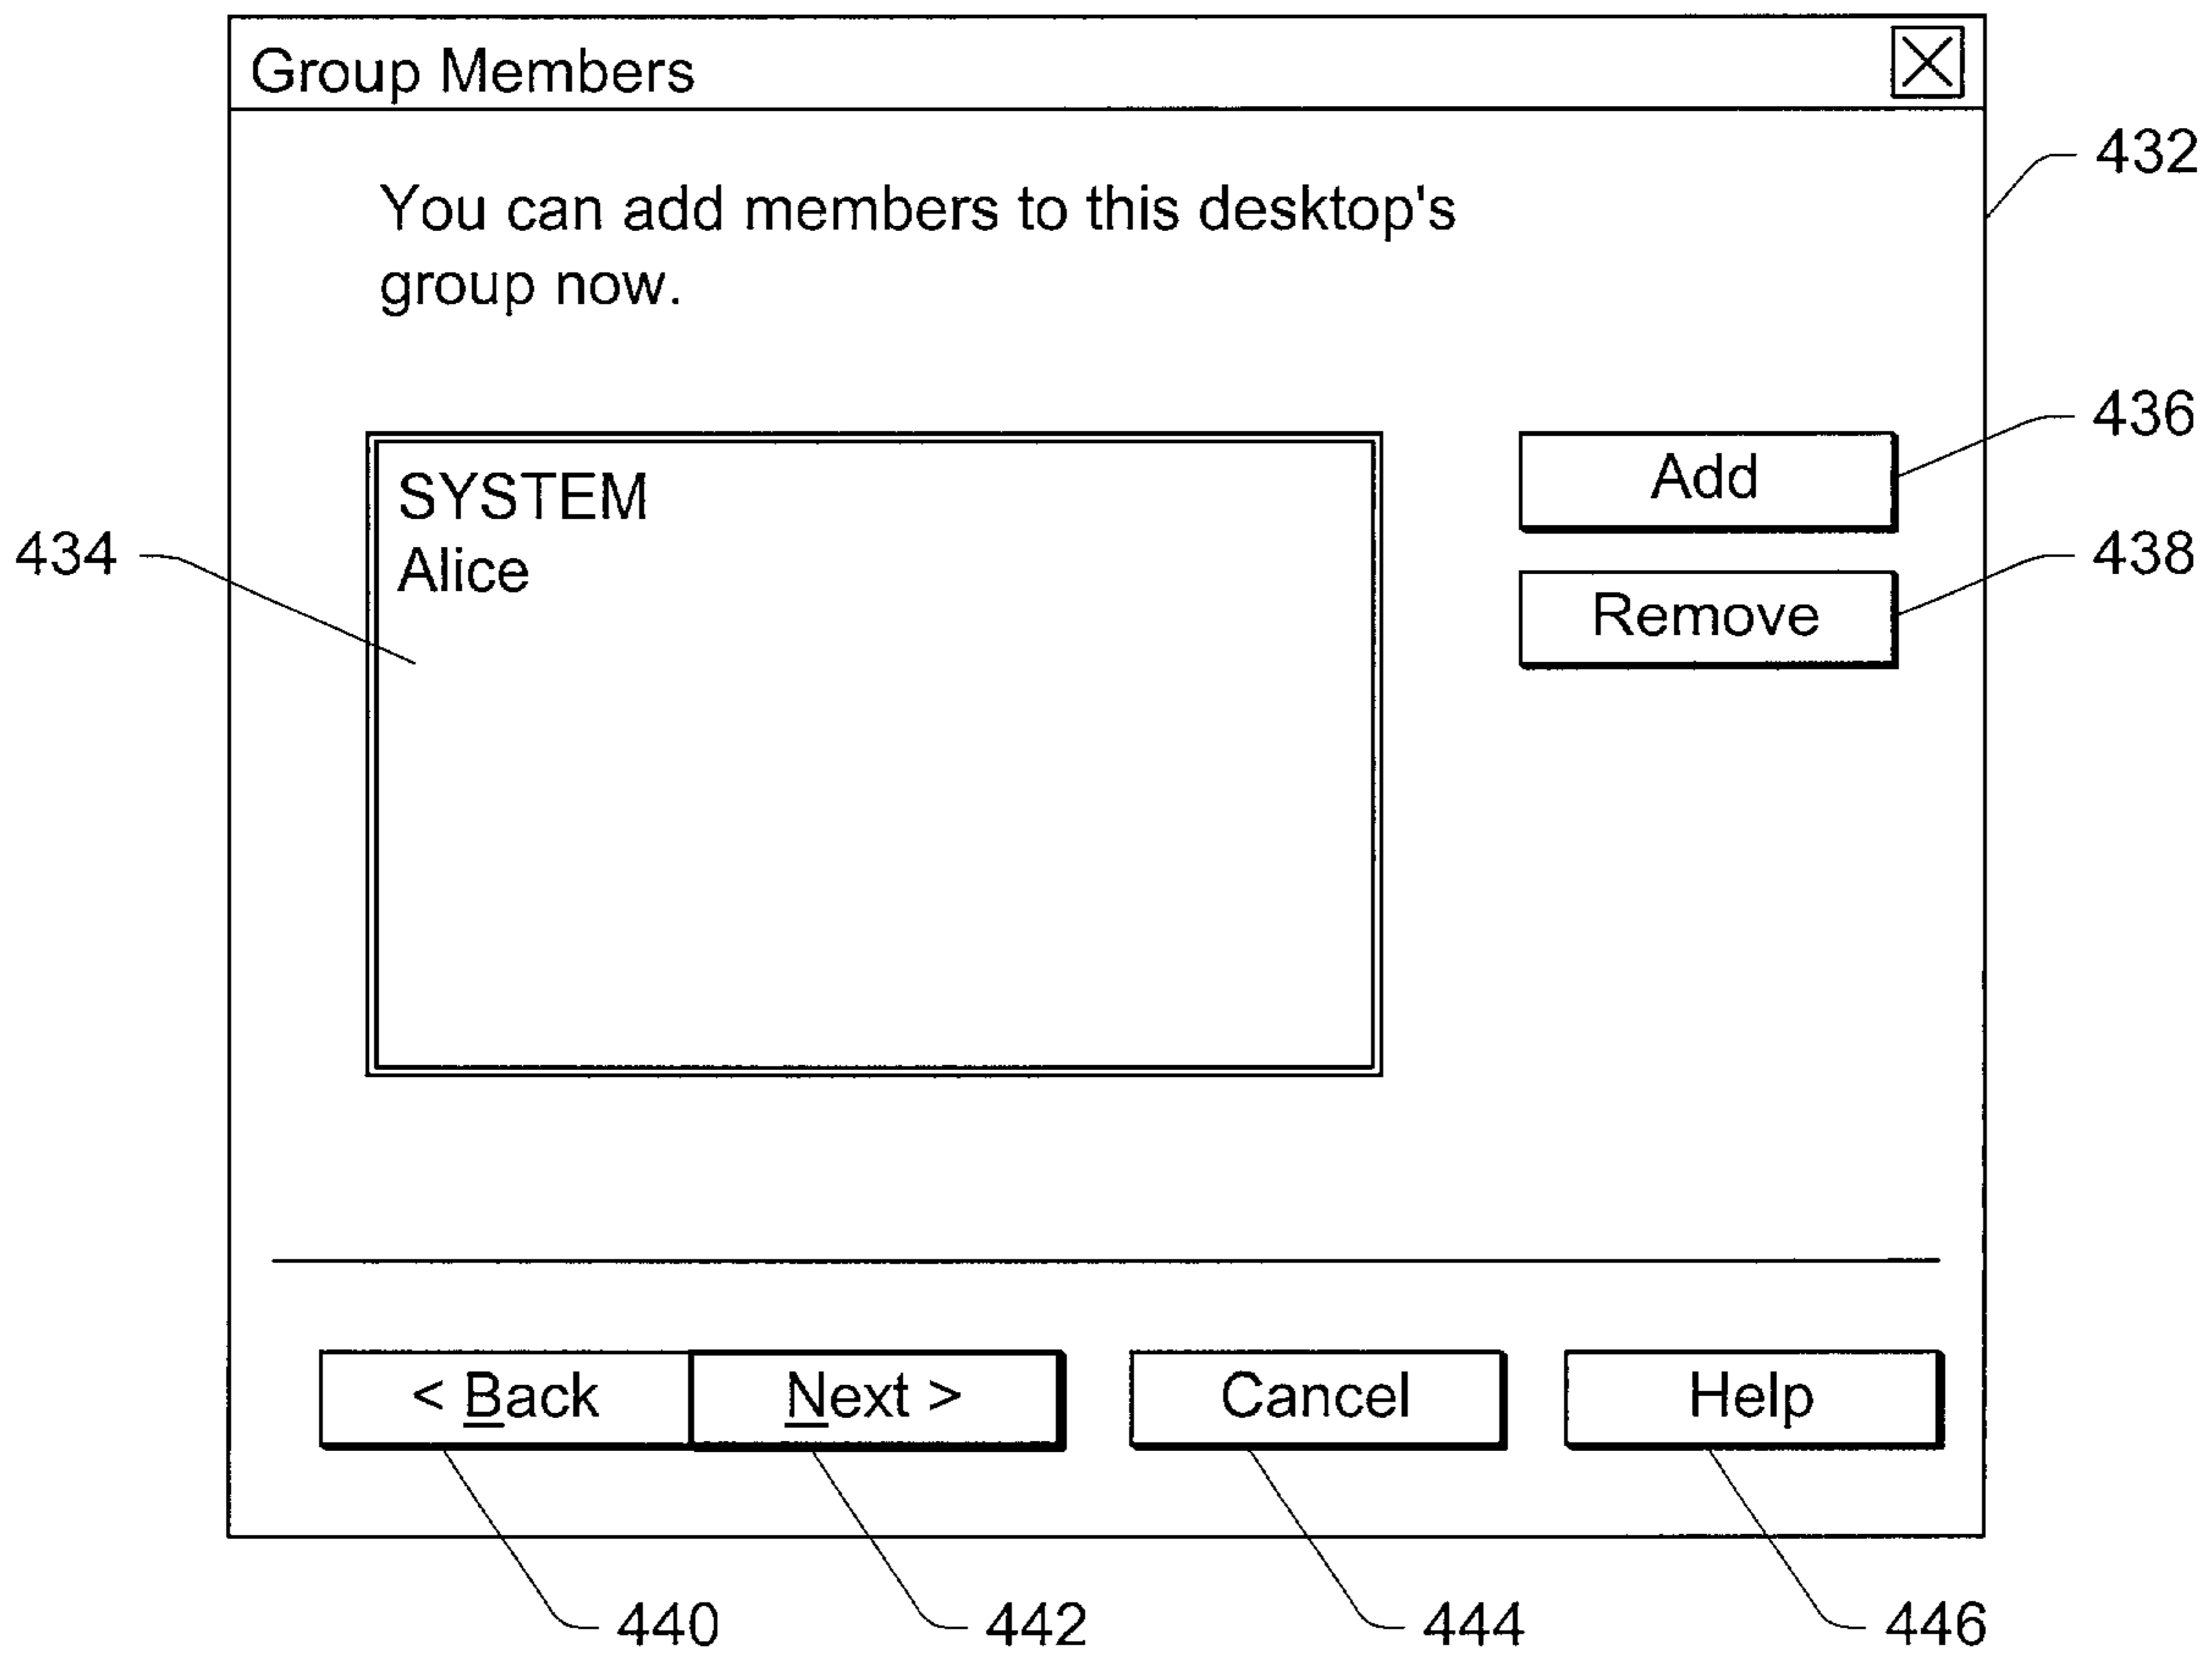 Group Members
432
You can add members to this desktop's
group now.
436
Add
SYSTEM
434
Alice
438
Remove
< Back
Next >
Cancel
Help
440
442
444
446